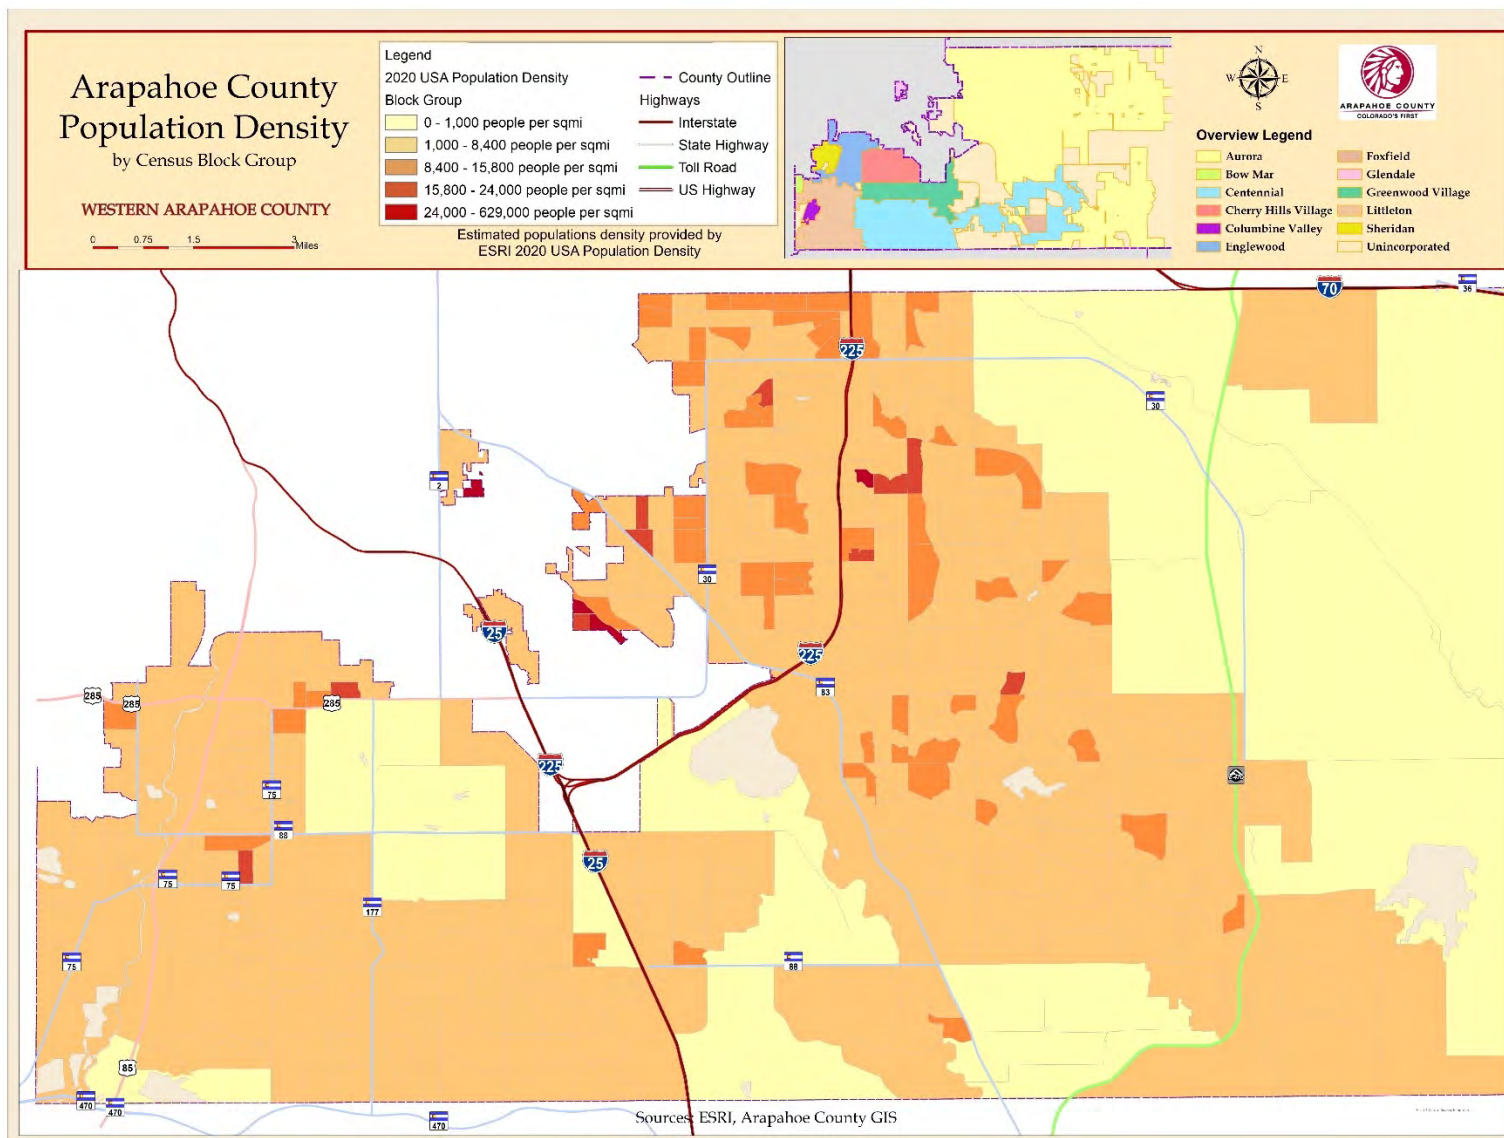 Arapahoe County
Population Density
by Census Block Group
WESTERN ARAPAHOE COUNTY
0 0.75 1.5 3 Miles
Legend
2020 USA Population Density
Block Group
0 - 1,000 people per sqmi
1,000 - 8,400 people per sqmi
8,400 - 15,800 people per sqmi
15,800 - 24,000 people per sqmi
24,000 - 629,000 people per sqmi
County Outline
Highways
Interstate
State Highway
Toll Road
US Highway
Estimated populations density provided by
ESRI 2020 USA Population Density
N
W E
S
ARAPAHOE COUNTY
COLORADO'S FIRST
Overview Legend
Aurora
Bow Mar
Centennial
Cherry Hills Village
Columbine Valley
Englewood
Foxfield
Glendale
Greenwood Village
Littleton
Sheridan
Unincorporated
70
36
225
30
2
30
25
225
83
285
285
285
225
75
88
25
75
75
177
75
88
85
470
470
470
Sources: ESRI, Arapahoe County GIS